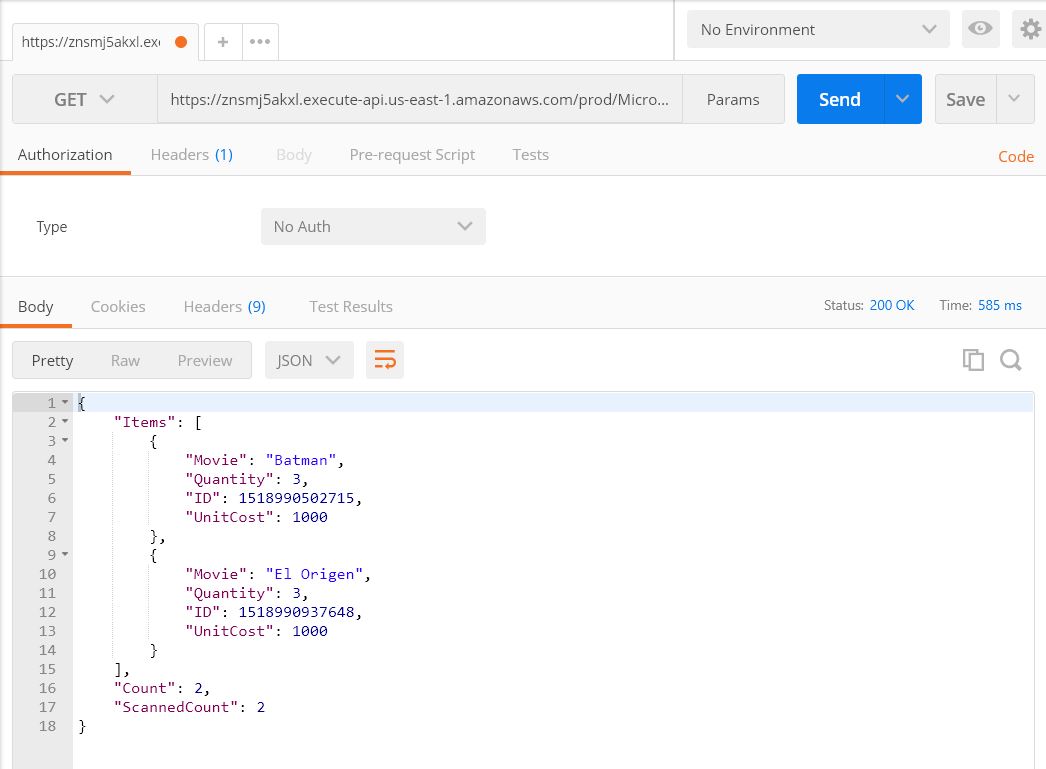 https://znsmj5akxl.exe
No Environment
GET https://znsmj5akxl.execute-api.us-east-1.amazonaws.com/prod/Micro... Params Send Save
Authorization Headers (1) Body Pre-request Script Tests Code
Type No Auth
Body Cookies Headers (9) Test Results Status: 200 OK Time: 585 ms
Pretty Raw Preview JSON
1 {
2 "Items": [
3 {
4 "Movie": "Batman",
5 "Quantity": 3,
6 "ID": 1518990502715,
7 "UnitCost": 1000
8 },
9 {
10 "Movie": "El Origen",
11 "Quantity": 3,
12 "ID": 1518990937648,
13 "UnitCost": 1000
14 }
15 ],
16 "Count": 2,
17 "ScannedCount": 2
18 }